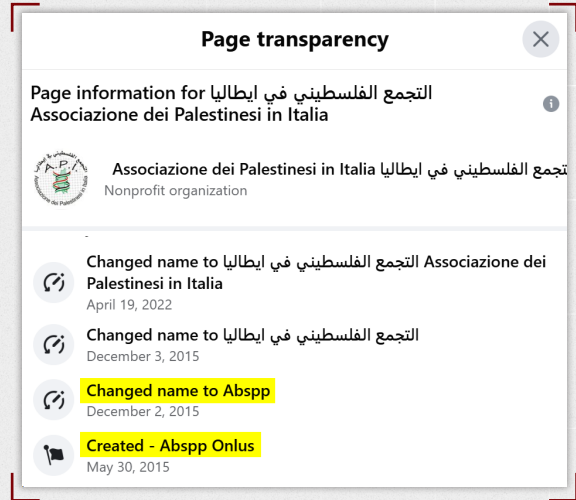 Page transparency
Page information for التجمع الفلسطيني في ايطاليا
Associazione dei Palestinesi in Italia
Associazione dei Palestinesi in Italia تجمع الفلسطيني في ايطاليا
Nonprofit organization
Changed name to التجمع الفلسطيني في ايطاليا Associazione dei
Palestinesi in Italia
April 19, 2022
Changed name to التجمع الفلسطيني في ايطاليا
December 3, 2015
Changed name to Abspp
December 2, 2015
Created - Abspp Onlus
May 30, 2015